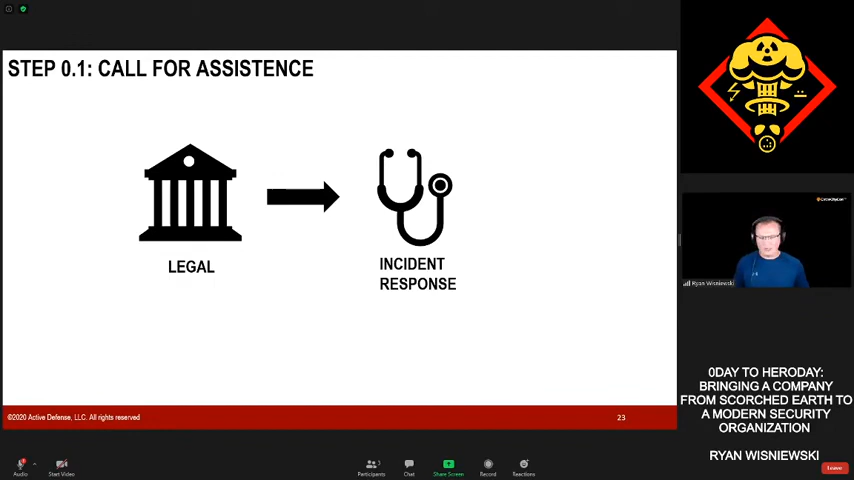 STEP 0.1: CALL FOR ASSISTENCE
LEGAL
INCIDENT
RESPONSE
©2020 Active Defense, LLC. All rights reserved
23
Ryan Wisniewski
0DAY TO HERODAY:
BRINGING A COMPANY
FROM SCORCHED EARTH TO
A MODERN SECURITY
ORGANIZATION
RYAN WISNIEWSKI
Audio
Start Video
Participants
3
Chat
Share Screen
Record
Reactions
Leave